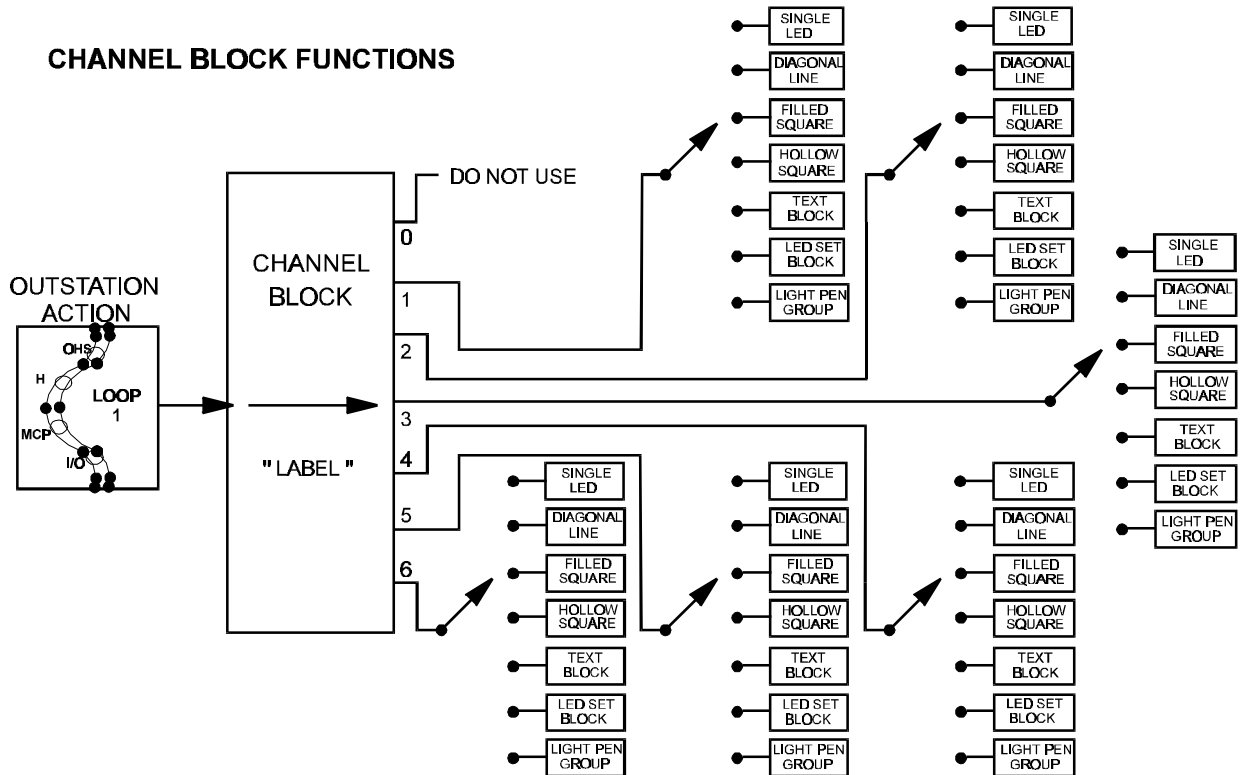 CHANNEL BLOCK FUNCTIONS
SINGLE
LED
DIAGONAL
LINE
FILLED
SQUARE
HOLLOW
SQUARE
TEXT
BLOCK
LED SET
BLOCK
LIGHT PEN
GROUP
SINGLE
LED
DIAGONAL
LINE
FILLED
SQUARE
HOLLOW
SQUARE
TEXT
BLOCK
LED SET
BLOCK
LIGHT PEN
GROUP
DO NOT USE
OUTSTATION
ACTION
OHS
H
LOOP
1
MCP
I/O
CHANNEL
BLOCK
"LABEL"
0
1
2
3
4
5
6
SINGLE
LED
DIAGONAL
LINE
FILLED
SQUARE
HOLLOW
SQUARE
TEXT
BLOCK
LED SET
BLOCK
LIGHT PEN
GROUP
SINGLE
LED
DIAGONAL
LINE
FILLED
SQUARE
HOLLOW
SQUARE
TEXT
BLOCK
LED SET
BLOCK
LIGHT PEN
GROUP
SINGLE
LED
DIAGONAL
LINE
FILLED
SQUARE
HOLLOW
SQUARE
TEXT
BLOCK
LED SET
BLOCK
LIGHT PEN
GROUP
SINGLE
LED
DIAGONAL
LINE
FILLED
SQUARE
HOLLOW
SQUARE
TEXT
BLOCK
LED SET
BLOCK
LIGHT PEN
GROUP